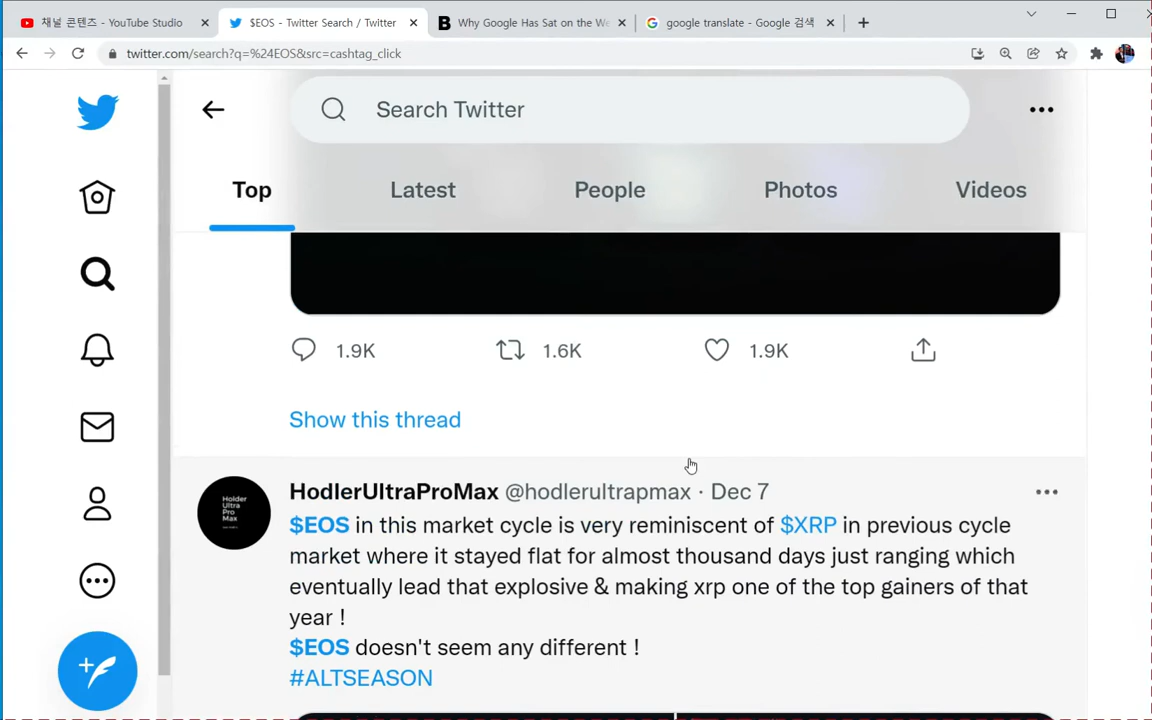 채널 콘텐츠 - YouTube Studio
$EOS - Twitter Search / Twitter
Why Google Has Sat on the We
google translate - Google 검색
twitter.com/search?q=%24EOS&src=cashtag_click
Search Twitter
Top
Latest
People
Photos
Videos
1.9K
1.6K
1.9K
Show this thread
Holder
Ultra
Pro
Max
HodlerUltraProMax @hodlerultrapmax · Dec 7
$EOS in this market cycle is very reminiscent of $XRP in previous cycle
market where it stayed flat for almost thousand days just ranging which
eventually lead that explosive & making xrp one of the top gainers of that
year !
$EOS doesn't seem any different !
#ALTSEASON